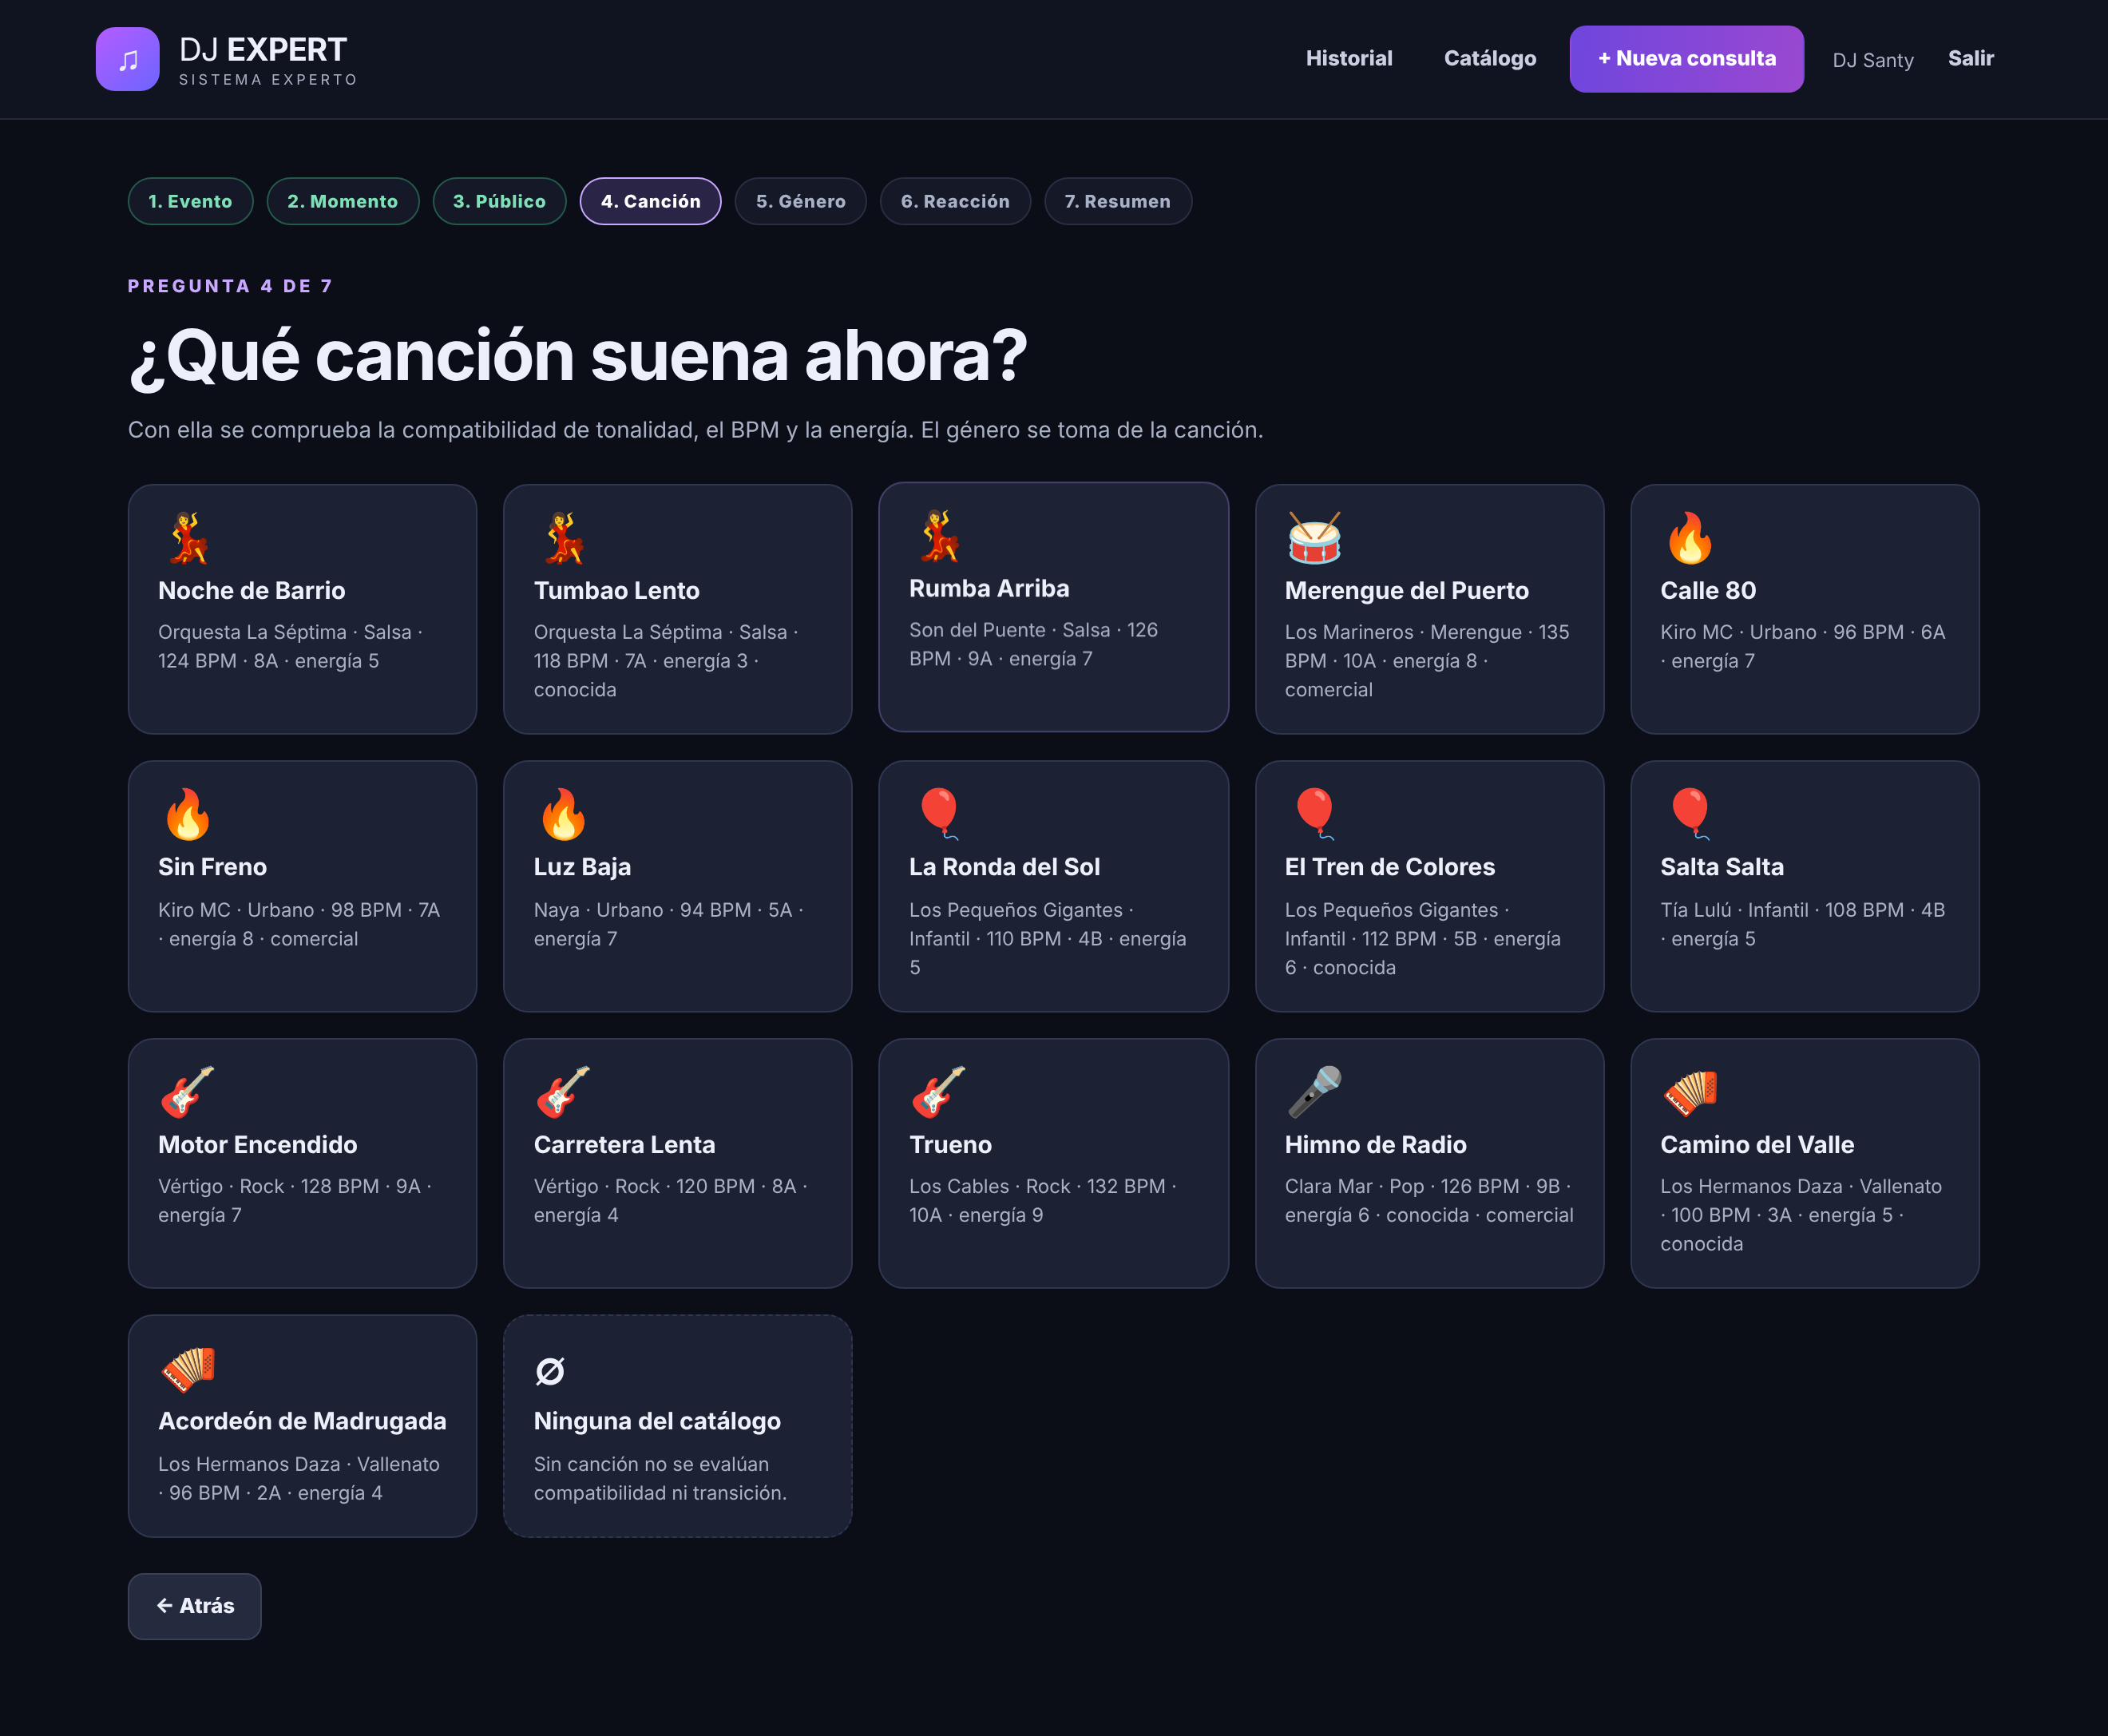 DJ EXPERT
SISTEMA EXPERTO
Historial
Catálogo
+ Nueva consulta
DJ Santy
Salir
1. Evento
2. Momento
3. Público
4. Canción
5. Género
6. Reacción
7. Resumen
PREGUNTA 4 DE 7
¿Qué canción suena ahora?
Con ella se comprueba la compatibilidad de tonalidad, el BPM y la energía. El género se toma de la canción.
Noche de Barrio
Orquesta La Séptima · Salsa ·
124 BPM · 8A · energía 5
Tumbao Lento
Orquesta La Séptima · Salsa ·
118 BPM · 7A · energía 3 ·
conocida
Rumba Arriba
Son del Puente · Salsa · 126
BPM · 9A · energía 7
Merengue del Puerto
Los Marineros · Merengue · 135
BPM · 10A · energía 8 ·
comercial
Calle 80
Kiro MC · Urbano · 96 BPM · 6A
· energía 7
Sin Freno
Kiro MC · Urbano · 98 BPM · 7A
· energía 8 · comercial
Luz Baja
Naya · Urbano · 94 BPM · 5A ·
energía 7
La Ronda del Sol
Los Pequeños Gigantes ·
Infantil · 110 BPM · 4B · energía
5
El Tren de Colores
Los Pequeños Gigantes ·
Infantil · 112 BPM · 5B · energía
6 · conocida
Salta Salta
Tía Lulú · Infantil · 108 BPM · 4B
· energía 5
Motor Encendido
Vértigo · Rock · 128 BPM · 9A ·
energía 7
Carretera Lenta
Vértigo · Rock · 120 BPM · 8A ·
energía 4
Trueno
Los Cables · Rock · 132 BPM ·
10A · energía 9
Himno de Radio
Clara Mar · Pop · 126 BPM · 9B ·
energía 6 · conocida · comercial
Camino del Valle
Los Hermanos Daza · Vallenato
· 100 BPM · 3A · energía 5 ·
conocida
Acordeón de Madrugada
Los Hermanos Daza · Vallenato
· 96 BPM · 2A · energía 4
Ninguna del catálogo
Sin canción no se evalúan
compatibilidad ni transición.
← Atrás